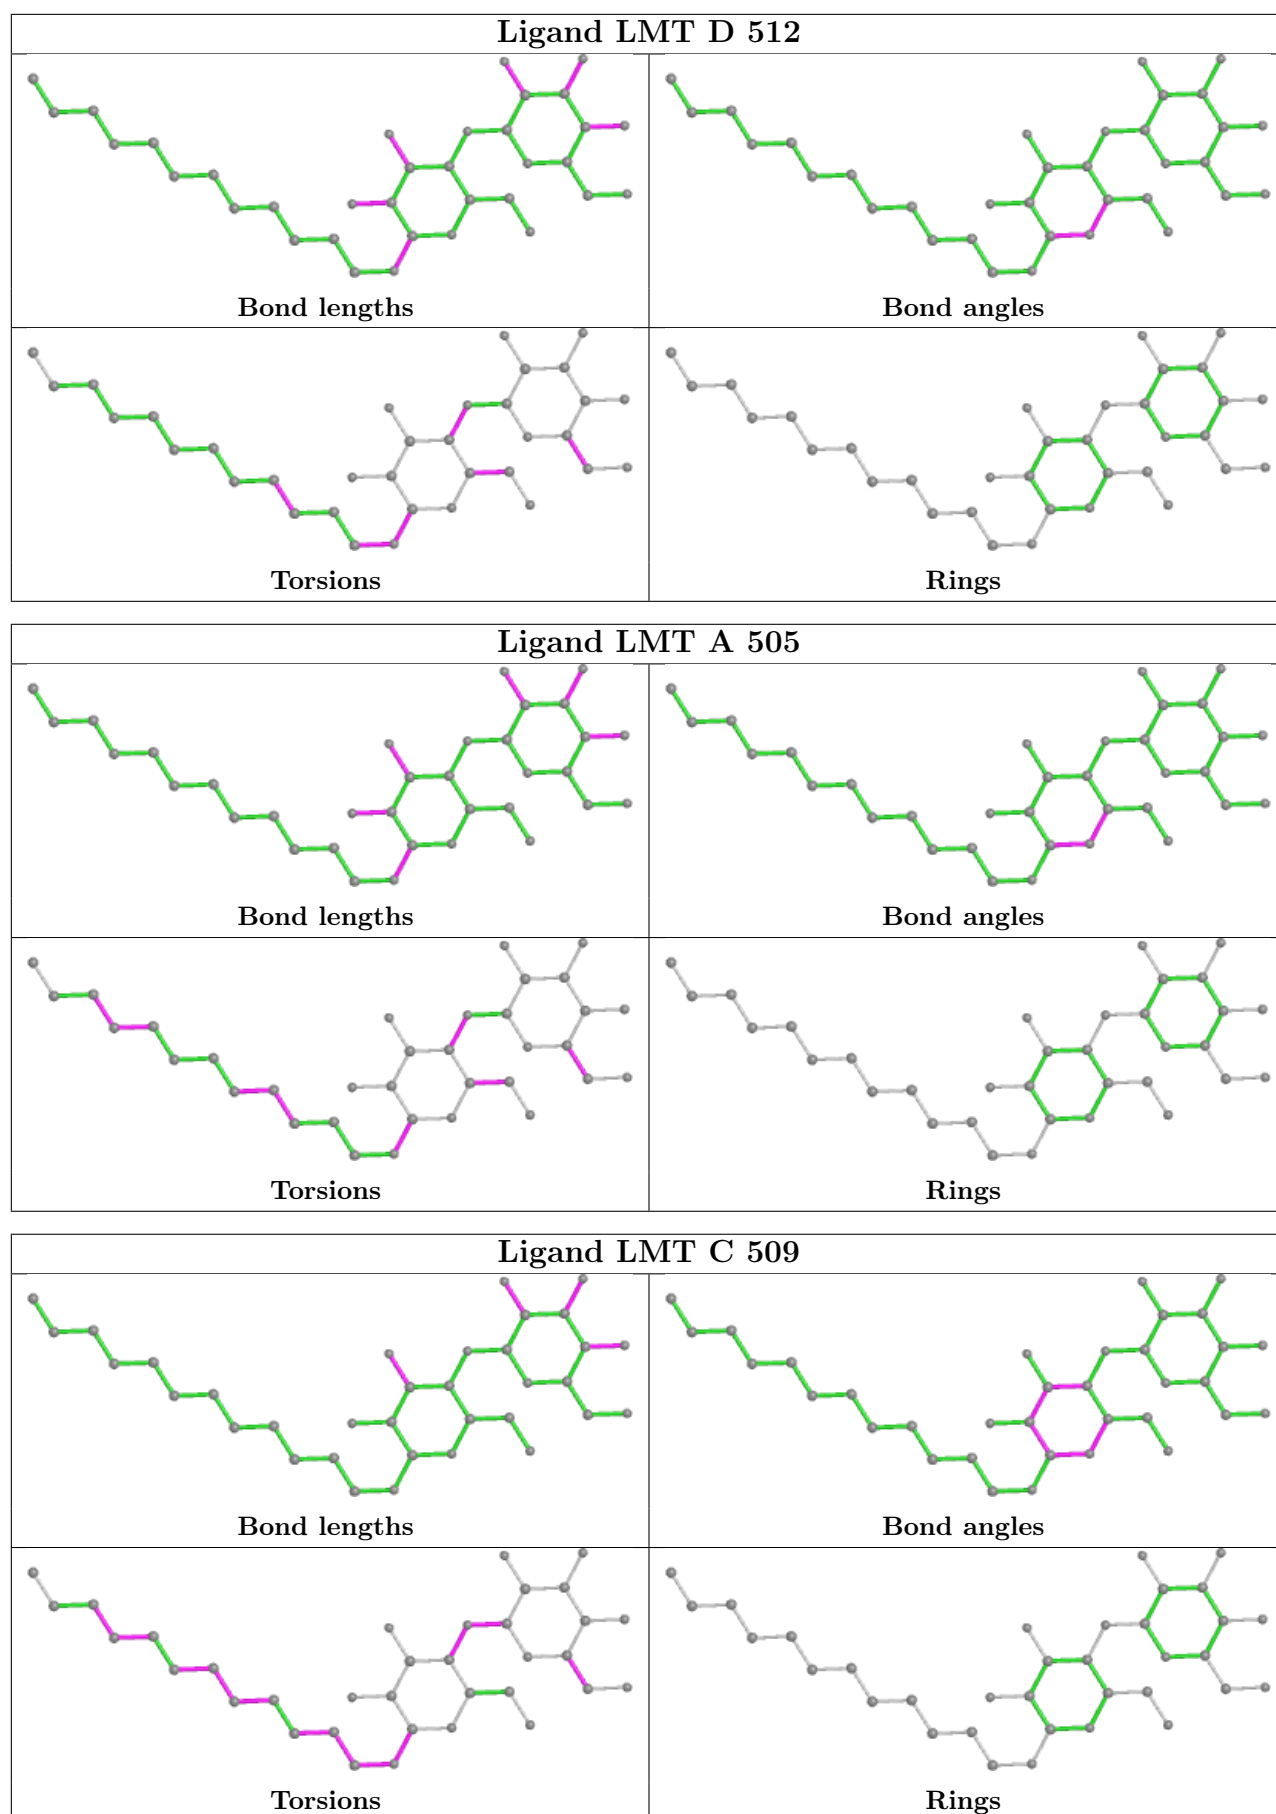 Ligand LMT D 512
Bond lengths
Bond angles
Torsions
Rings
Ligand LMT A 505
Bond lengths
Bond angles
Torsions
Rings
Ligand LMT C 509
Bond lengths
Bond angles
Torsions
Rings